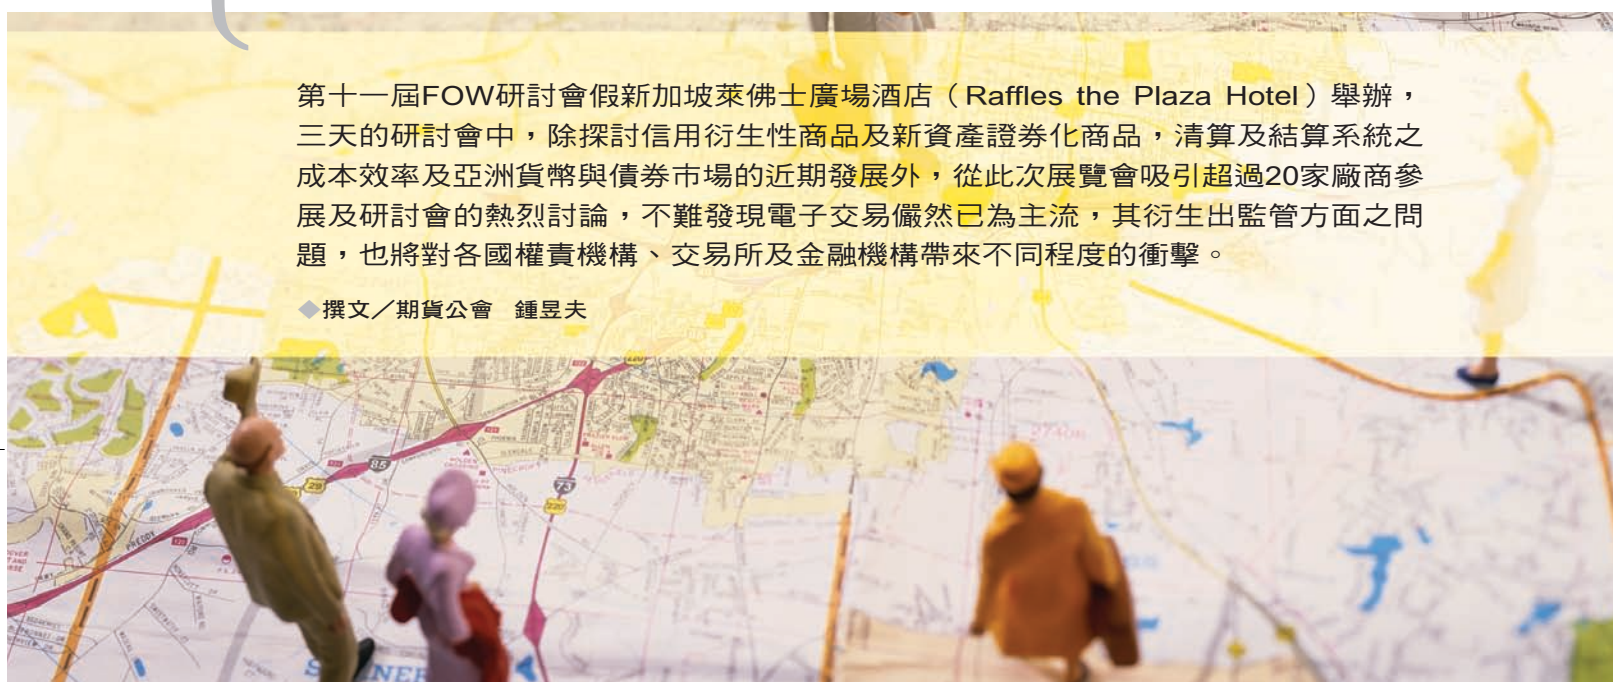 第十一屆FOW研討會假新加坡萊佛士廣場酒店（Raffles the Plaza Hotel）舉辦，
三天的研討會中，除探討信用衍生性商品及新資產證券化商品，清算及結算系統之
成本效率及亞洲貨幣與債券市場的近期發展外，從此次展覽會吸引超過20家廠商參
展及研討會的熱烈討論，不難發現電子交易儼然已為主流，其衍生出監管方面之問
題，也將對各國權責機構、交易所及金融機構帶來不同程度的衝擊。
◆撰文／期貨公會　鍾昱夫
220
85
29
73
220
PREDDY